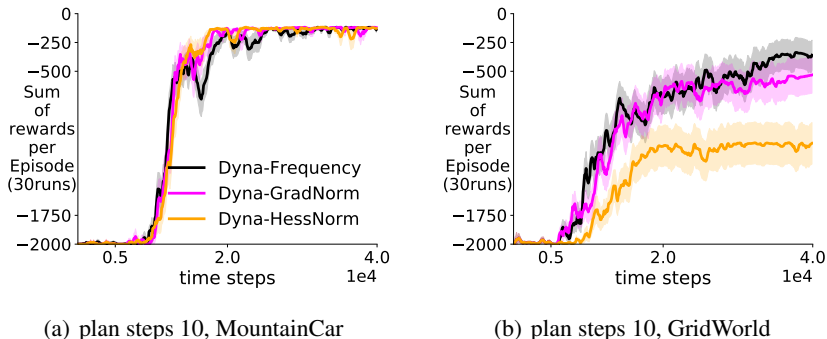 0
−250
−500
Sum
of
rewards
per
Episode
(30runs)
−1750
−2000
Dyna-Frequency
Dyna-GradNorm
Dyna-HessNorm
0.5 2.0 4.0
time steps 1e4
(a) plan steps 10, MountainCar
0
−250
−500
Sum
of
rewards
per
Episode
(30runs)
−1750
−2000
0.5 2.0 4.0
time steps 1e4
(b) plan steps 10, GridWorld